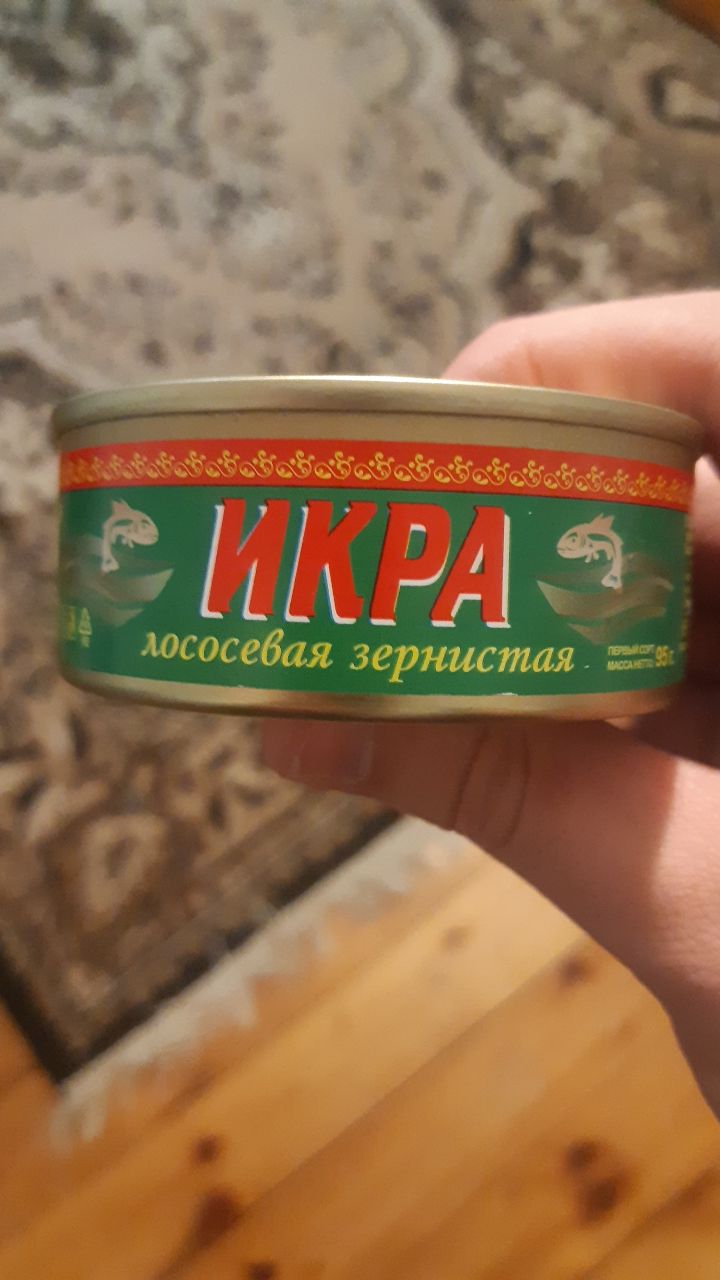 ИКРА
лососевая зернистая
ПЕРВЫЙ СОРТ
МАССА НЕТТО 95 г.